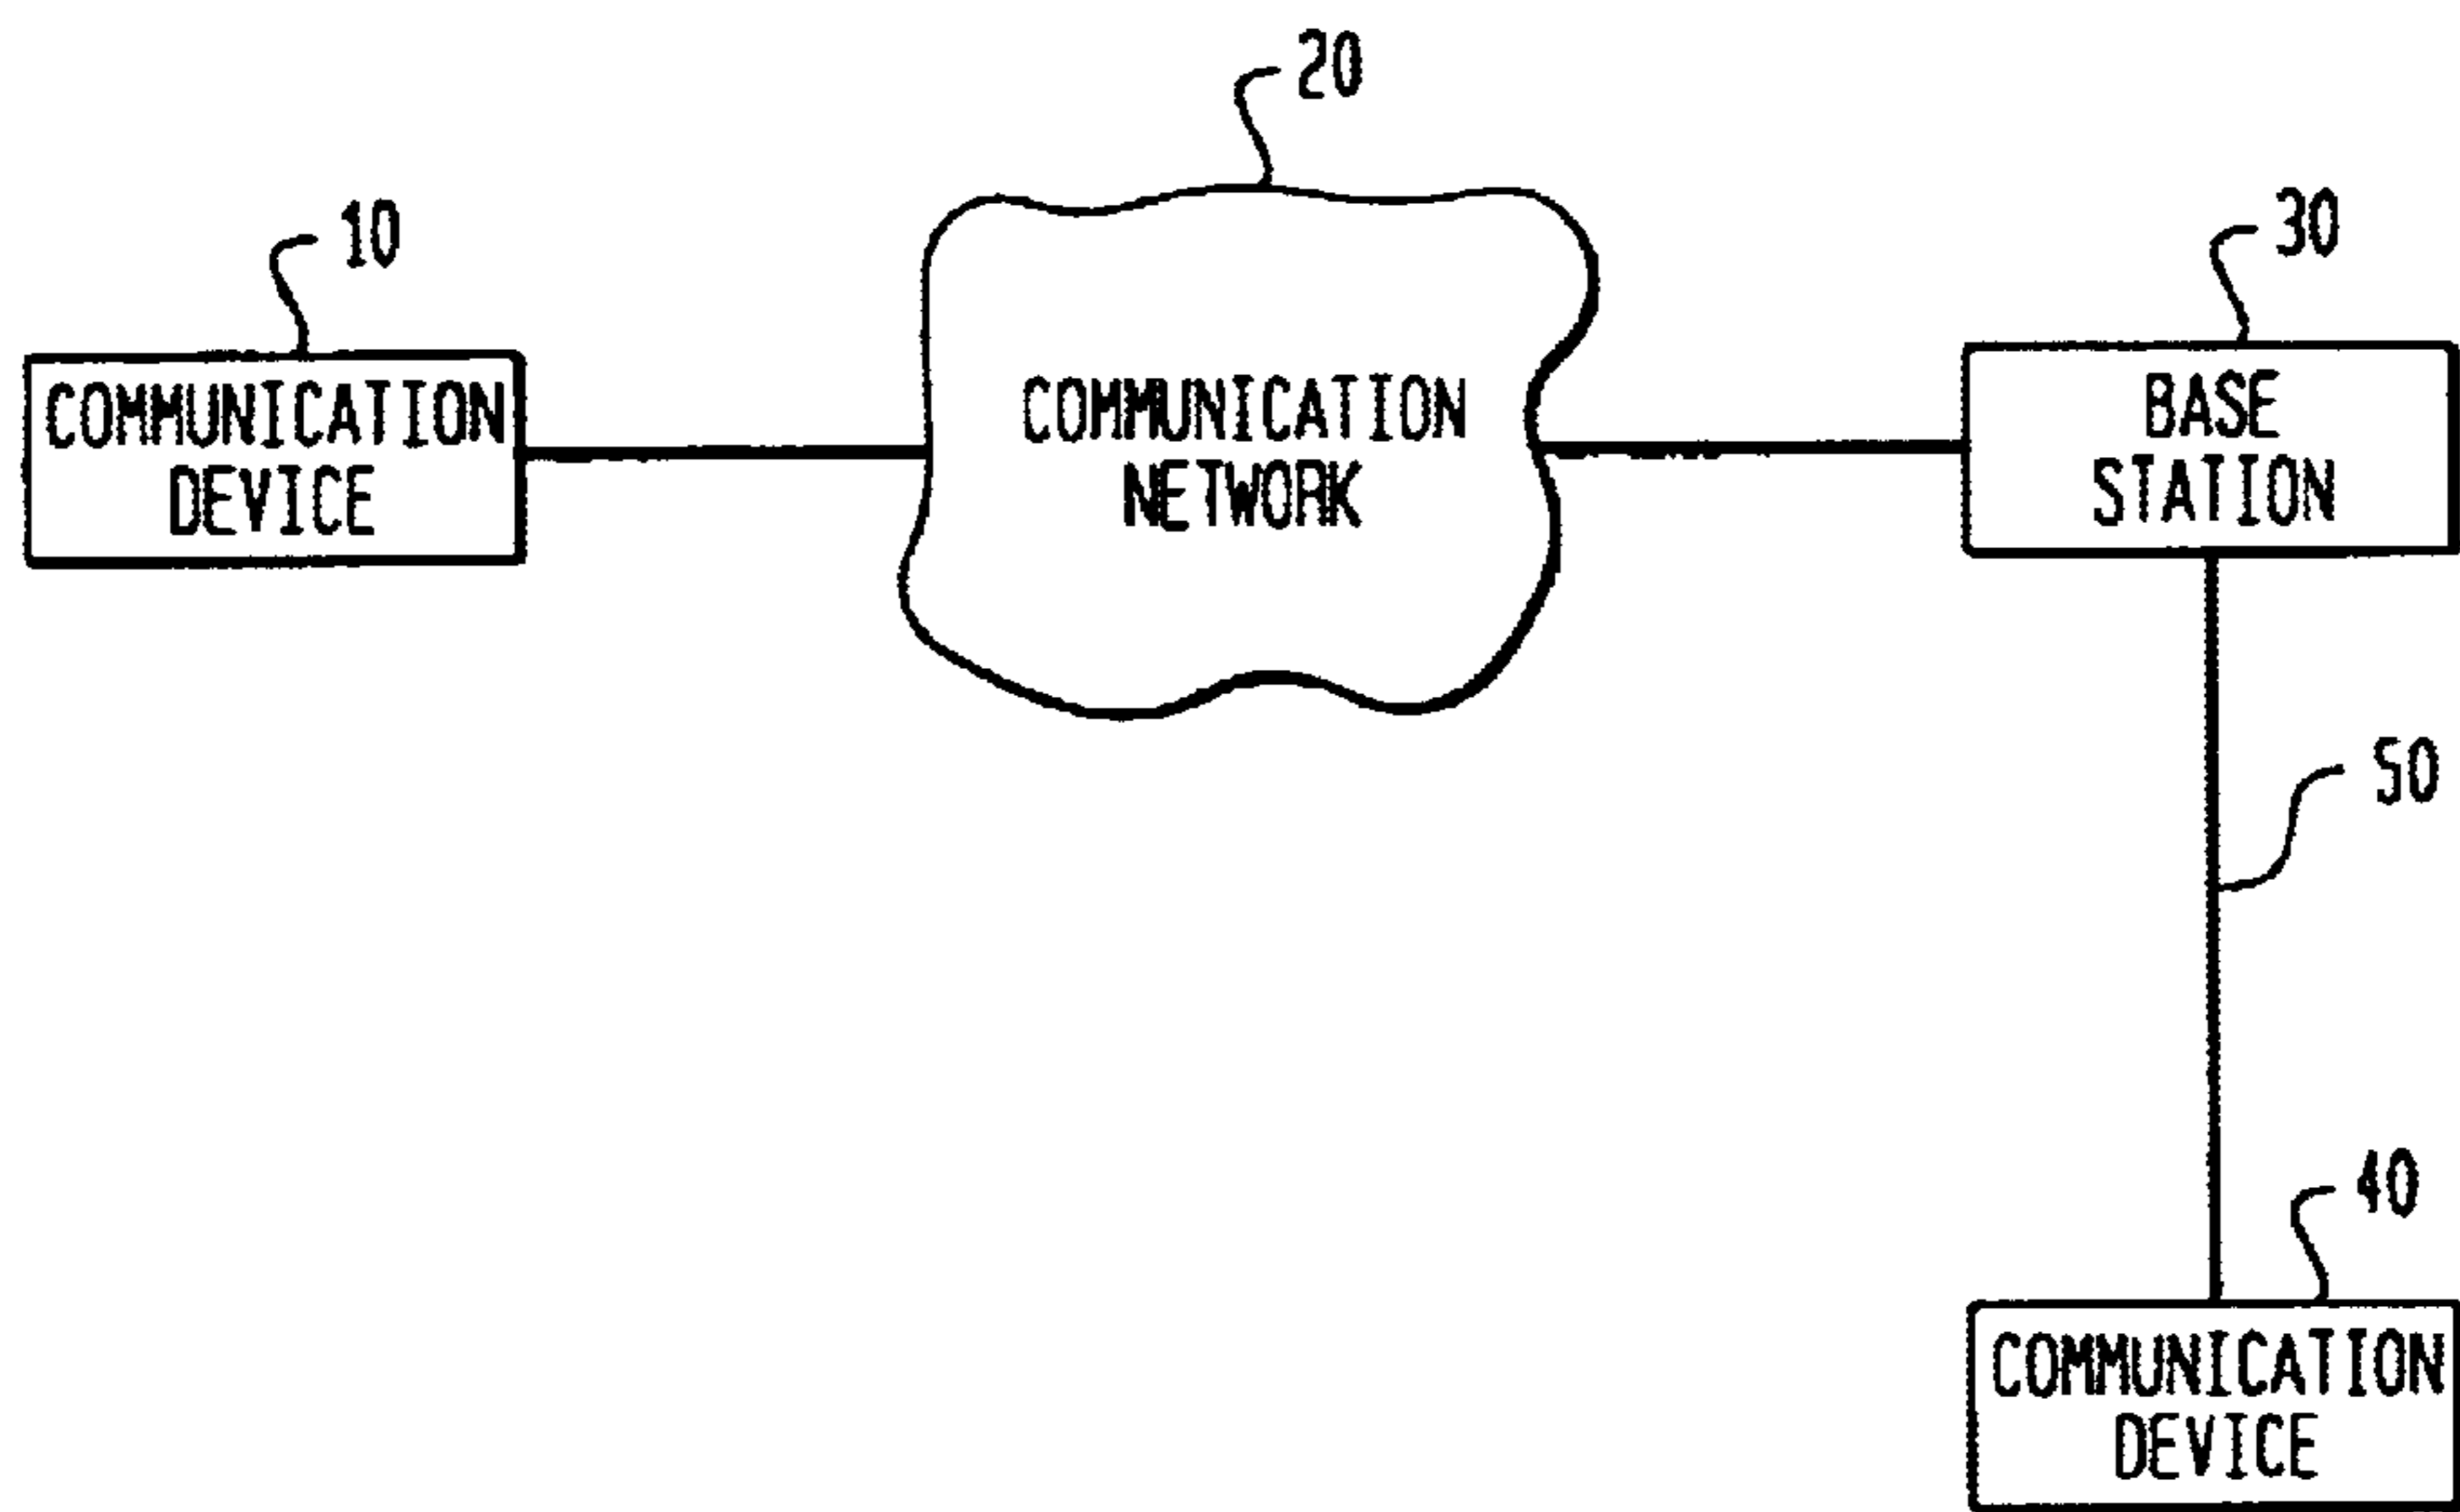 20
10
30
COMMUNICATION
DEVICE
COMMUNICATION
NETWORK
BASE
STATION
50
40
COMMUNICATION
DEVICE